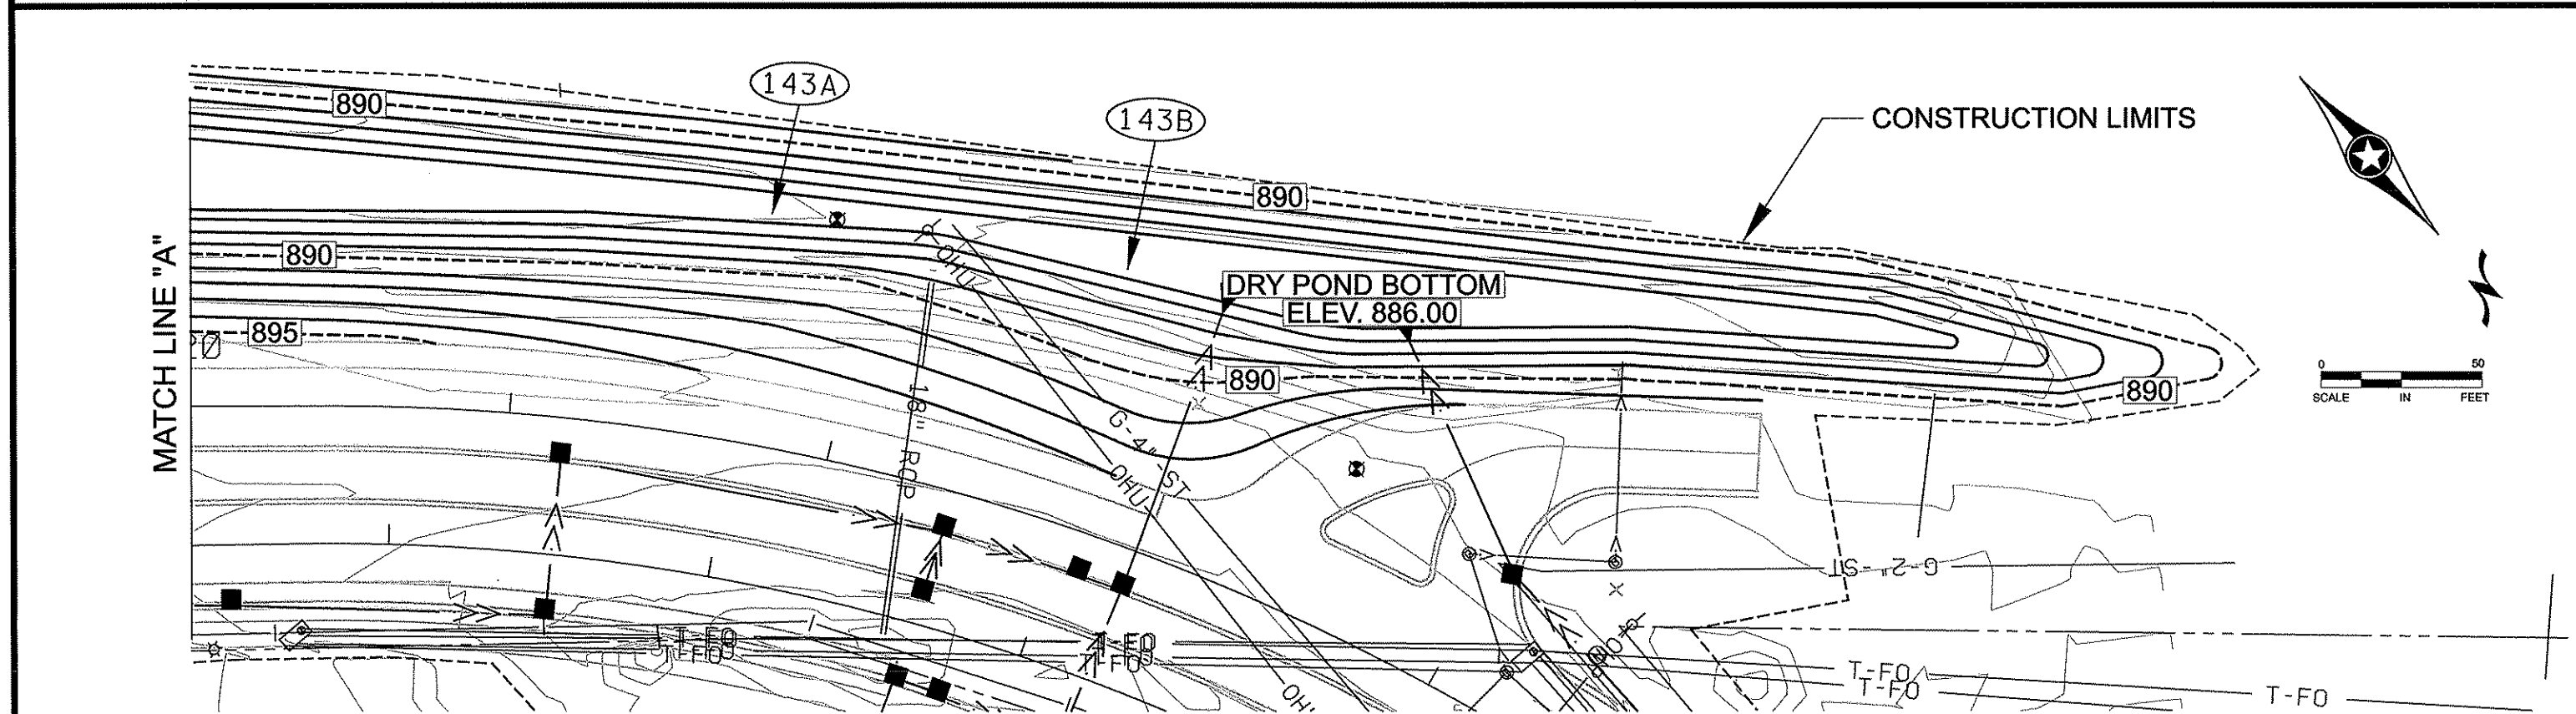 143A
143B
890
CONSTRUCTION LIMITS
890
890
OHU
DRY POND BOTTOM
ELEV. 886.00
MATCH LINE "A"
895
890
890
0 50
SCALE IN FEET
18"-RCP
G-4"-ST
OHU
G-2"-ST
T-FO
T-FO
T-FO
T-FO
T-FO
T-FO